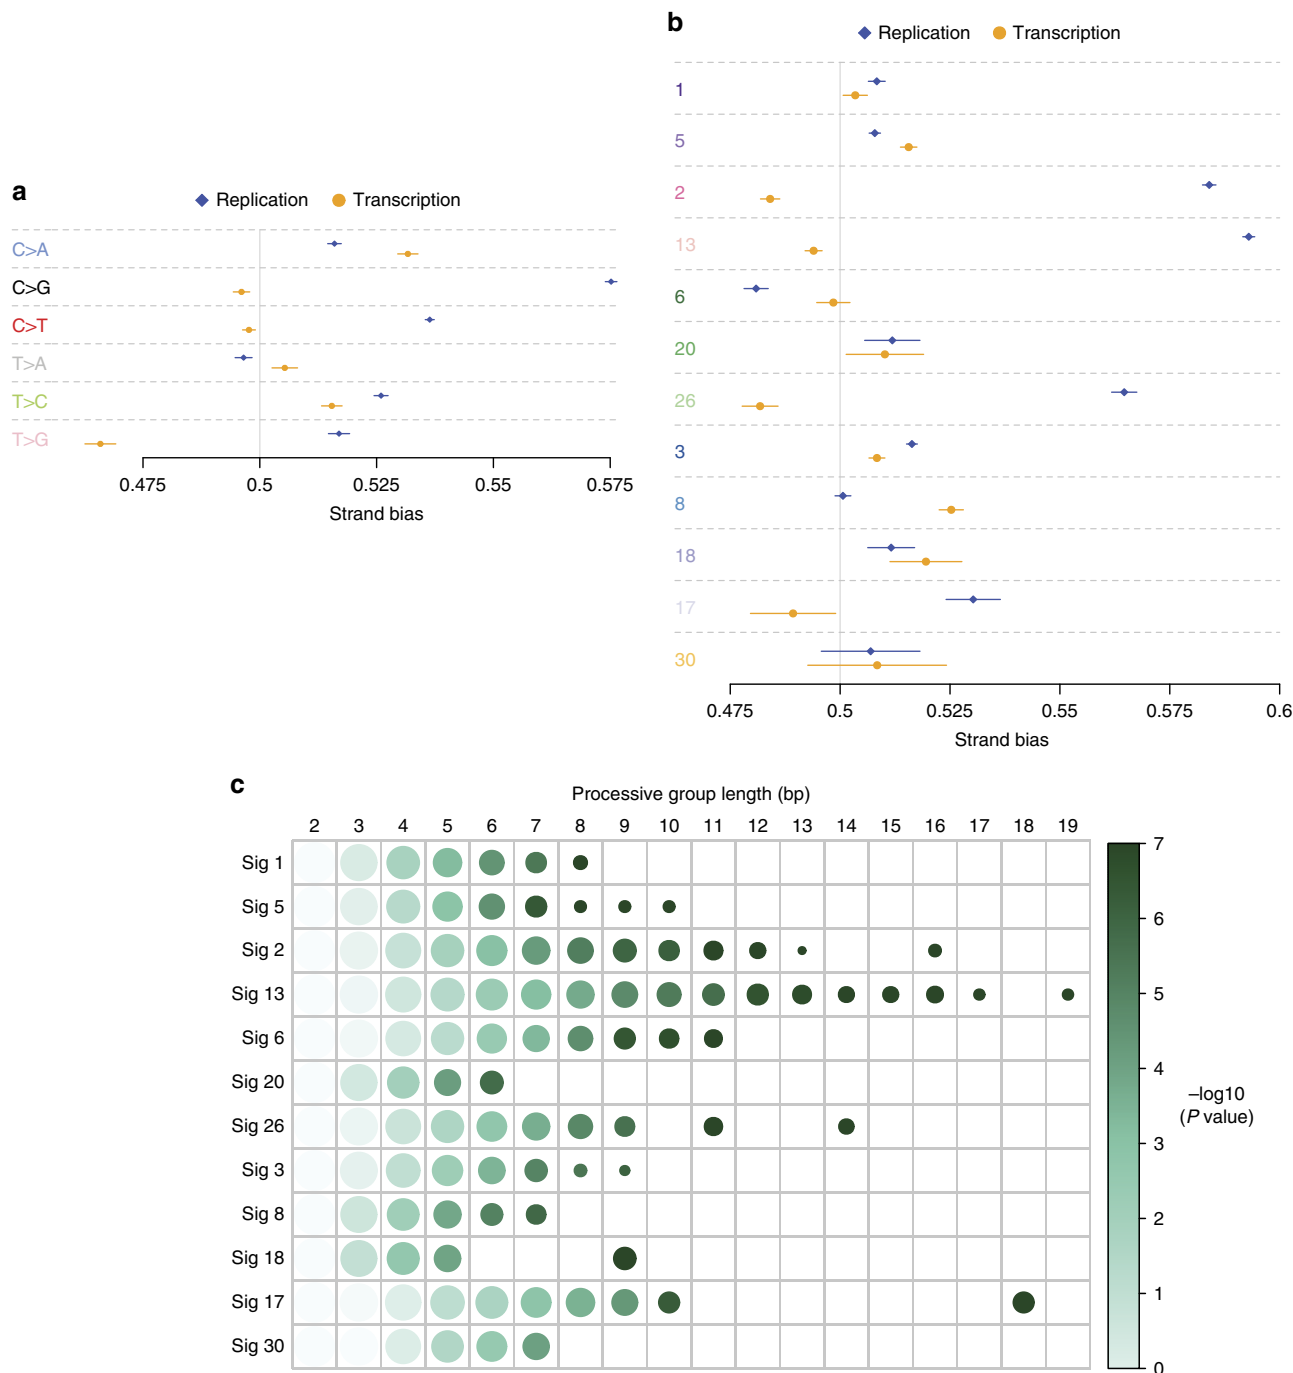 a
Replication Transcription
C>A
C>G
C>T
T>A
T>C
T>G
0.475 0.5 0.525 0.55 0.575
Strand bias
b
Replication Transcription
1
5
2
13
6
20
26
3
8
18
17
30
0.475 0.5 0.525 0.55 0.575 0.6
Strand bias
c
Processive group length (bp)
2 3 4 5 6 7 8 9 10 11 12 13 14 15 16 17 18 19
Sig 1
Sig 5
Sig 2
Sig 13
Sig 6
Sig 20
Sig 26
Sig 3
Sig 8
Sig 18
Sig 17
Sig 30
7
6
5
4
3
2
1
0
–log10
(P value)